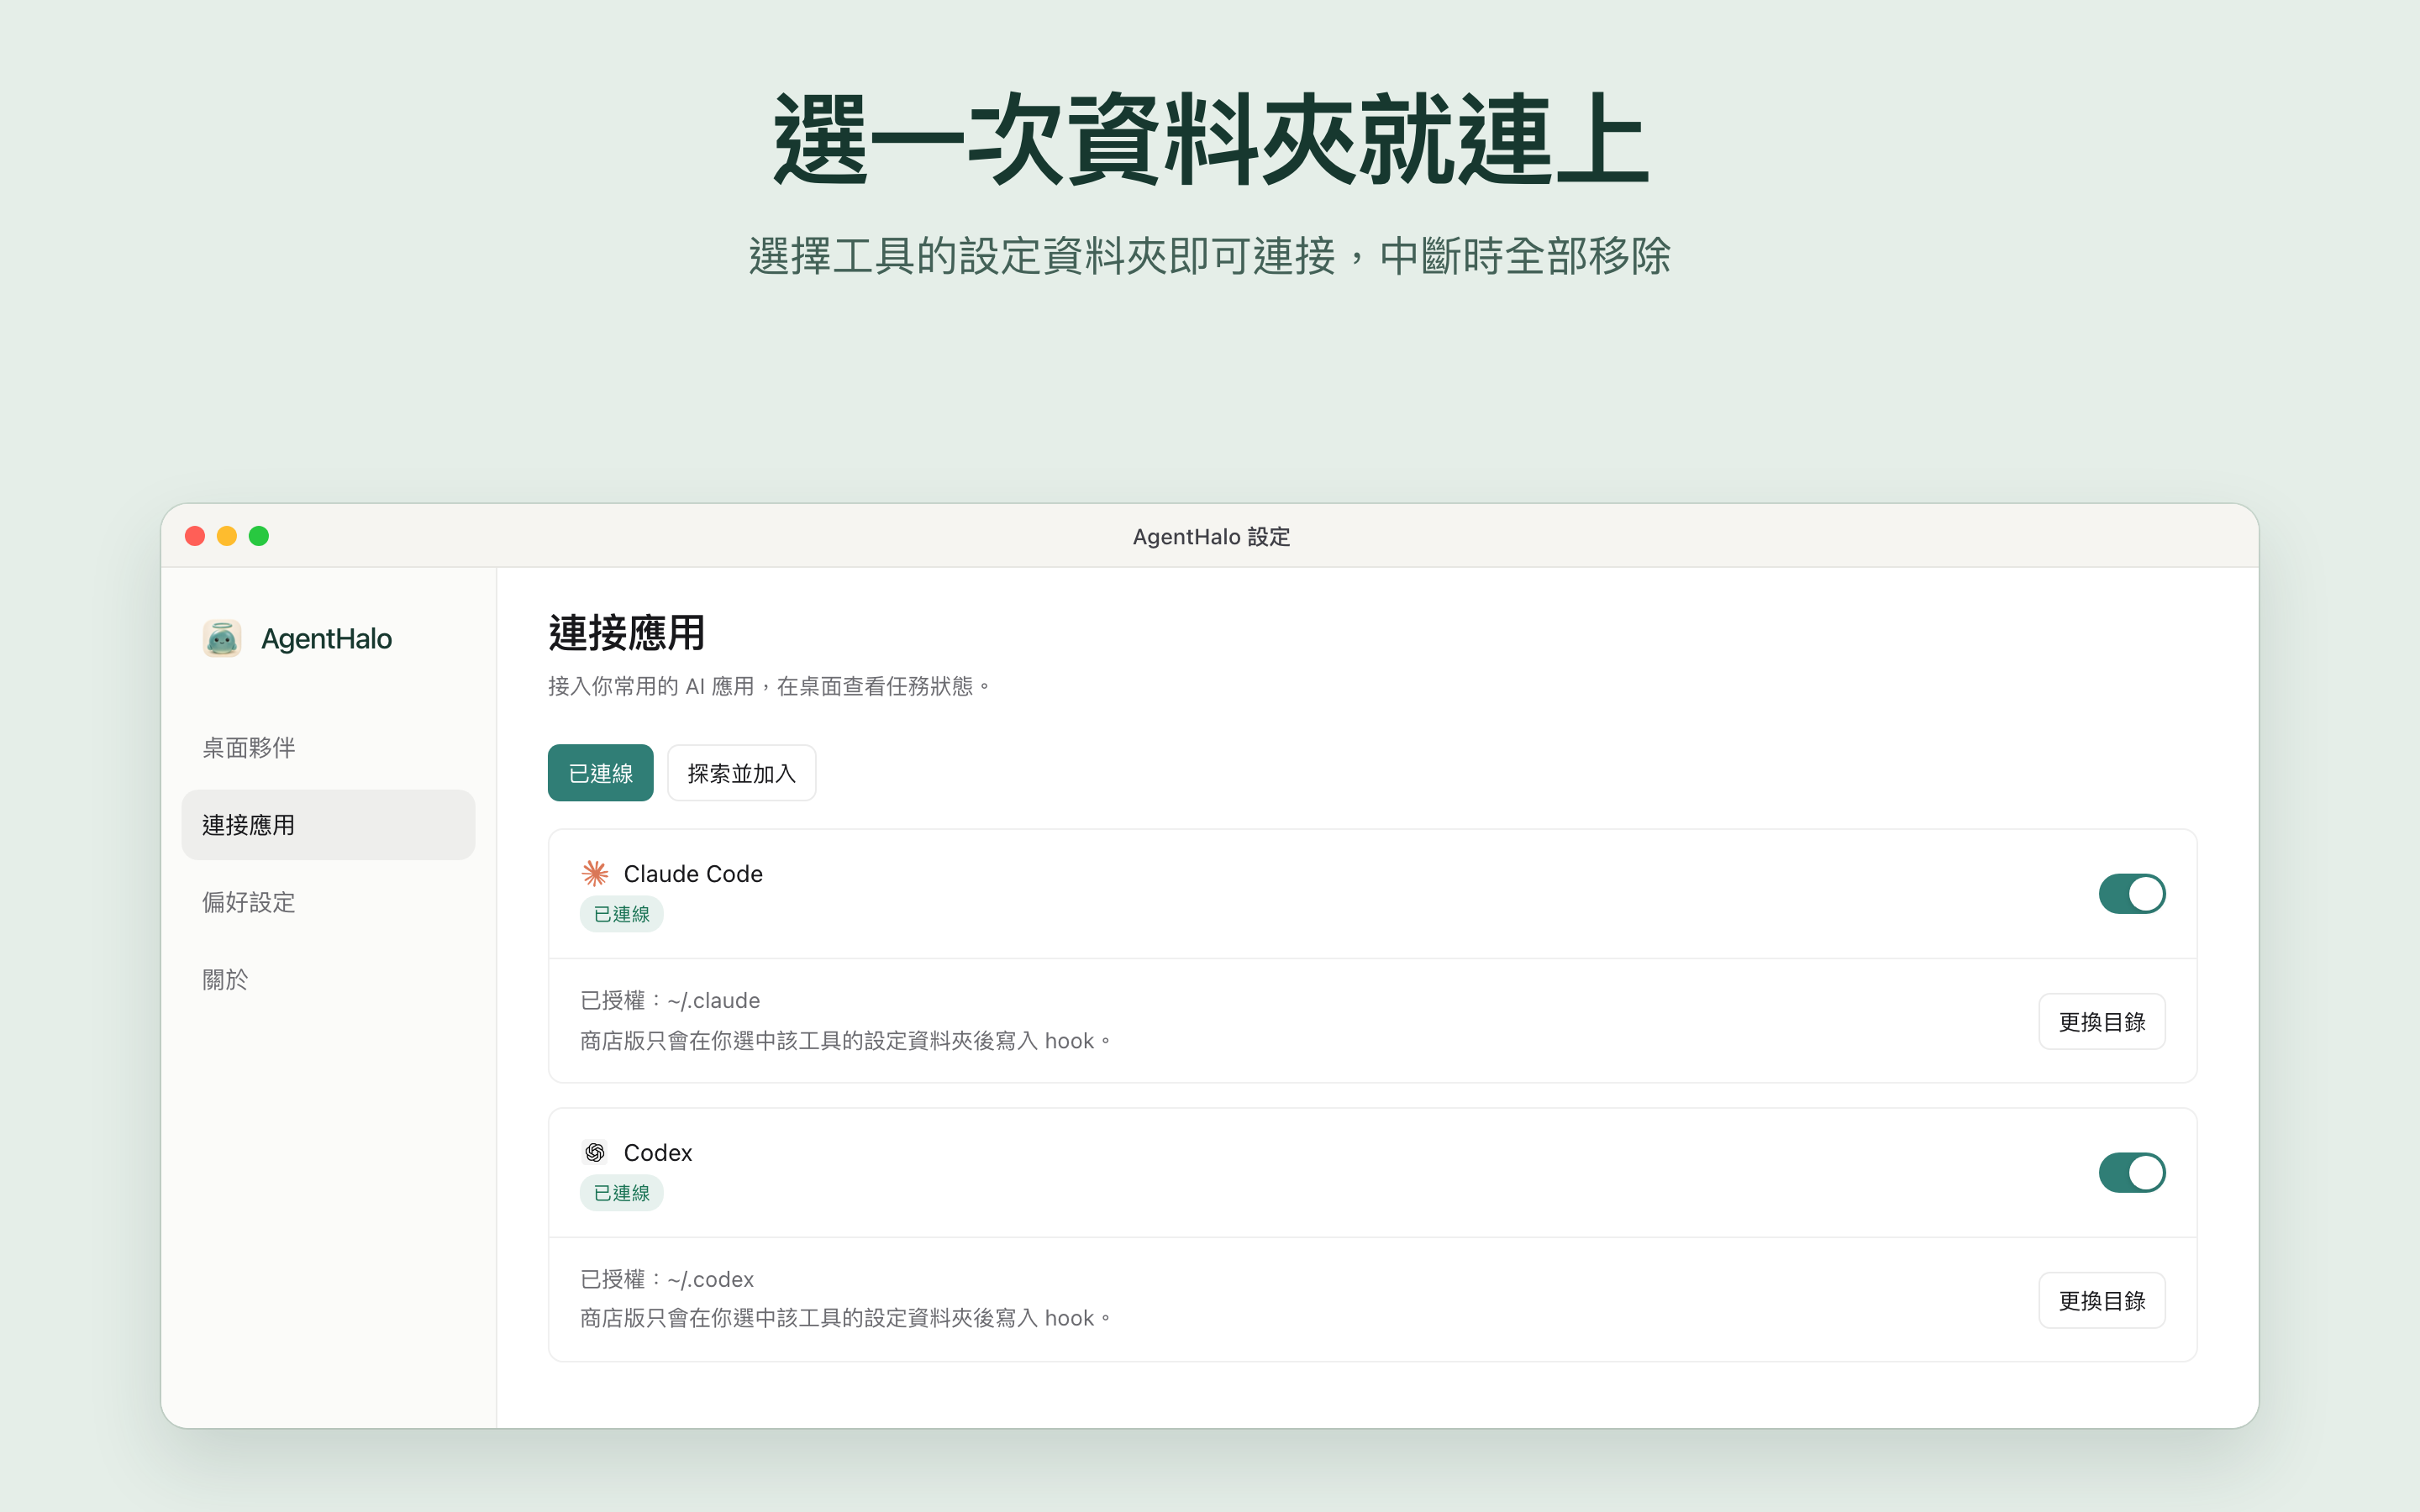 選一次資料夾就連上
選擇工具的設定資料夾即可連接，中斷時全部移除
AgentHalo 設定
AgentHalo
桌面夥伴
連接應用
偏好設定
關於
連接應用
接入你常用的 AI 應用，在桌面查看任務狀態。
已連線
探索並加入
Claude Code
已連線
已授權：~/.claude
商店版只會在你選中該工具的設定資料夾後寫入 hook。
更換目錄
Codex
已連線
已授權：~/.codex
商店版只會在你選中該工具的設定資料夾後寫入 hook。
更換目錄